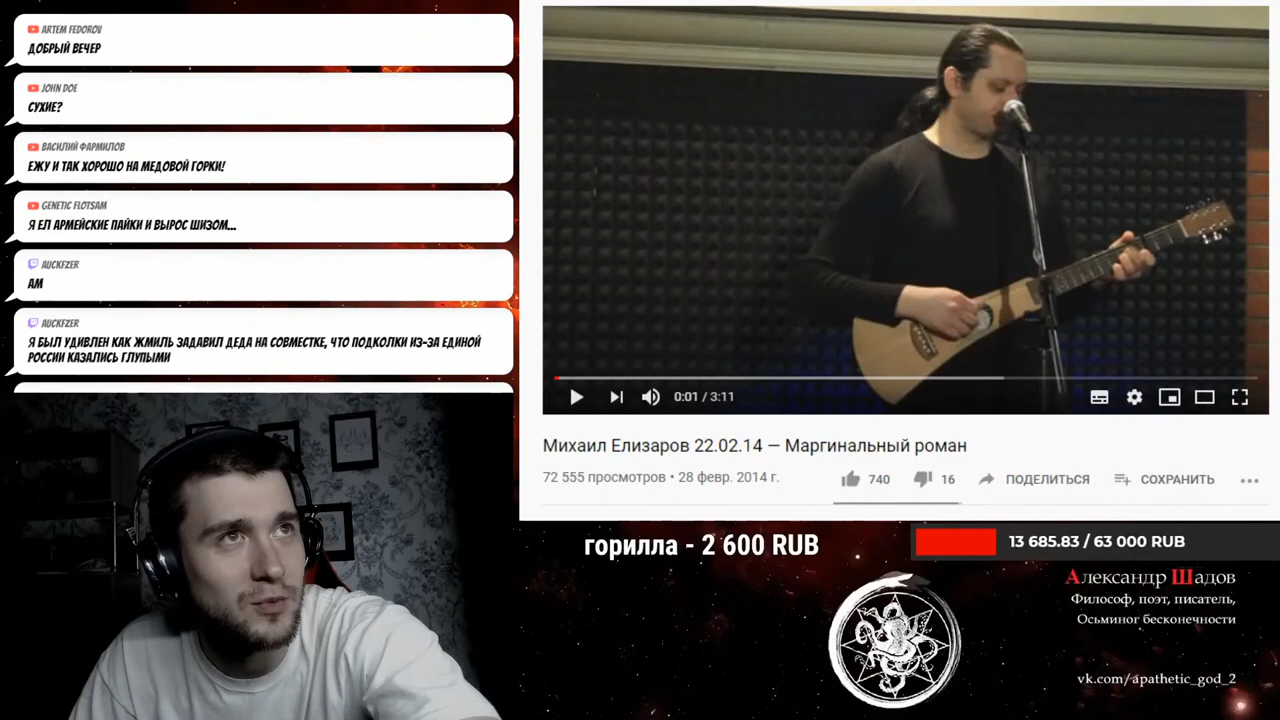 ARTEM FEDOROV
ДОБРЫЙ ВЕЧЕР
JOHN DOE
СУХИЕ?
ВАСИЛИЙ ФАРМИЛОВ
ЕЖУ И ТАК ХОРОШО НА МЕДОВОЙ ГОРКИ!
GENETIC FLOTSAM
Я ЕЛ АРМЕЙСКИЕ ПАЙКИ И ВЫРОС ШИЗОМ...
AUCKFZER
АМ
AUCKFZER
Я БЫЛ УДИВЛЕН КАК ЖМИЛЬ ЗАДАВИЛ ДЕДА НА СОВМЕСТКЕ, ЧТО ПОДКОЛКИ ИЗ-ЗА ЕДИНОЙ
РОССИИ КАЗАЛИСЬ ГЛУПЫМИ
0:01 / 3:11
Михаил Елизаров 22.02.14 — Маргинальный роман
72 555 просмотров • 28 февр. 2014 г.
740
16
ПОДЕЛИТЬСЯ
СОХРАНИТЬ
горилла - 2 600 RUB
13 685.83 / 63 000 RUB
Александр Шадов
Философ, поэт, писатель,
Осьминог бесконечности
vk.com/apathetic_god_2